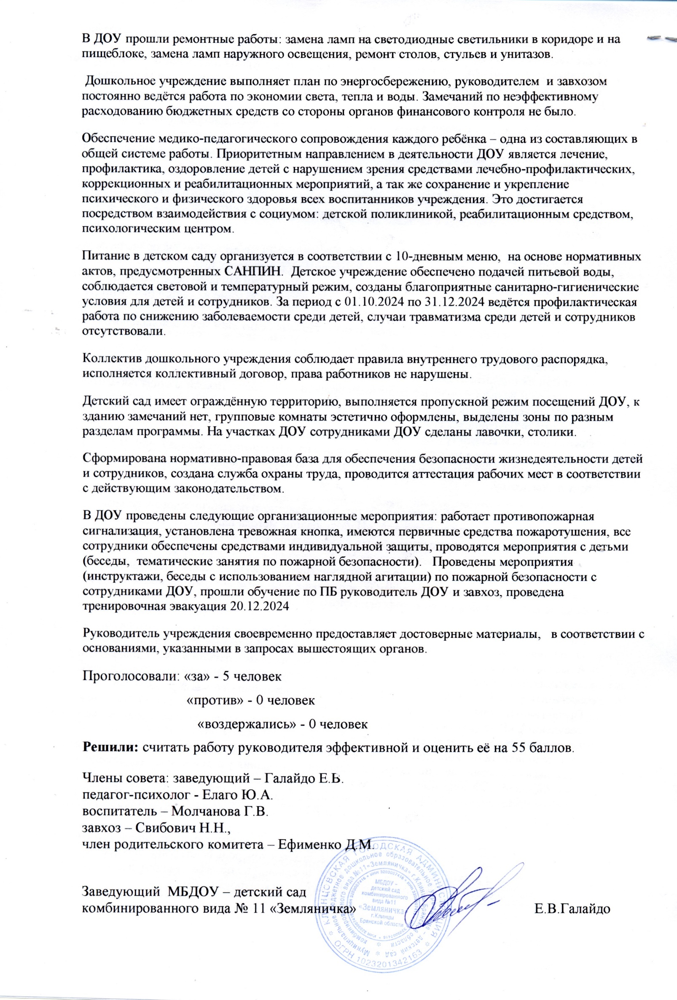 В ДОУ прошли ремонтные работы: замена ламп на светодиодные светильники в коридоре и на
пищеблоке, замена ламп наружного освещения, ремонт столов, стульев и унитазов.
Дошкольное учреждение выполняет план по энергосбережению, руководителем  и завхозом
постоянно ведётся работа по экономии света, тепла и воды. Замечаний по неэффективному
расходованию бюджетных средств со стороны органов финансового контроля не было.
Обеспечение медико-педагогического сопровождения каждого ребёнка – одна из составляющих в
общей системе работы. Приоритетным направлением в деятельности ДОУ является лечение,
профилактика, оздоровление детей с нарушением зрения средствами лечебно-профилактических,
коррекционных и реабилитационных мероприятий, а так же сохранение и укрепление
психического и физического здоровья всех воспитанников учреждения. Это достигается
посредством взаимодействия с социумом: детской поликлиникой, реабилитационным средством,
психологическим центром.
Питание в детском саду организуется в соответствии с 10-дневным меню,  на основе нормативных
актов, предусмотренных САНПИН.  Детское учреждение обеспечено подачей питьевой воды,
соблюдается световой и температурный режим, созданы благоприятные санитарно-гигиенические
условия для детей и сотрудников. За период с 01.10.2024 по 31.12.2024 ведётся профилактическая
работа по снижению заболеваемости среди детей, случаи травматизма среди детей и сотрудников
отсутствовали.
Коллектив дошкольного учреждения соблюдает правила внутреннего трудового распорядка,
исполняется коллективный договор, права работников не нарушены.
Детский сад имеет ограждённую территорию, выполняется пропускной режим посещений ДОУ, к
зданию замечаний нет, групповые комнаты эстетично оформлены, выделены зоны по разным
разделам программы. На участках ДОУ сотрудниками ДОУ сделаны лавочки, столики.
Сформирована нормативно-правовая база для обеспечения безопасности жизнедеятельности детей
и сотрудников, создана служба охраны труда, проводится аттестация рабочих мест в соответствии
с действующим законодательством.
В ДОУ проведены следующие организационные мероприятия: работает противопожарная
сигнализация, установлена тревожная кнопка, имеются первичные средства пожаротушения, все
сотрудники обеспечены средствами индивидуальной защиты, проводятся мероприятия с детьми
(беседы,  тематические занятия по пожарной безопасности).   Проведены мероприятия
(инструктажи, беседы с использованием наглядной агитации) по пожарной безопасности с
сотрудниками ДОУ, прошли обучение по ПБ руководитель ДОУ и завхоз, проведена
тренировочная эвакуация 20.12.2024
Руководитель учреждения своевременно предоставляет достоверные материалы,   в соответствии с
основаниями, указанными в запросах вышестоящих органов.
Проголосовали: «за» - 5 человек
«против» - 0 человек
«воздержались» - 0 человек
Решили: считать работу руководителя эффективной и оценить её на 55 баллов.
Члены совета: заведующий – Галайдо Е.В.
педагог-психолог - Елаго Ю.А.
воспитатель – Молчанова Г.В.
завхоз – Свибович Н.Н.,
член родительского комитета – Ефименко Д.М.
Заведующий  МБДОУ – детский сад
комбинированного вида № 11 «Земляничка»
Е.В.Галайдо
КЛИНЦОВСКАЯ ГОРОДСКАЯ АДМИНИСТРАЦИЯ
ОГРН 1023201342163
Муниципальное бюджетное дошкольное образовательное учреждение - детский сад
комбинированного вида №11«Земляничка» г.Клинцы Брянской области
ИНН 3203007416
МБДОУ -
детский сад
комбинированного
вида №11
«Земляничка»
г.Клинцы
Брянской области